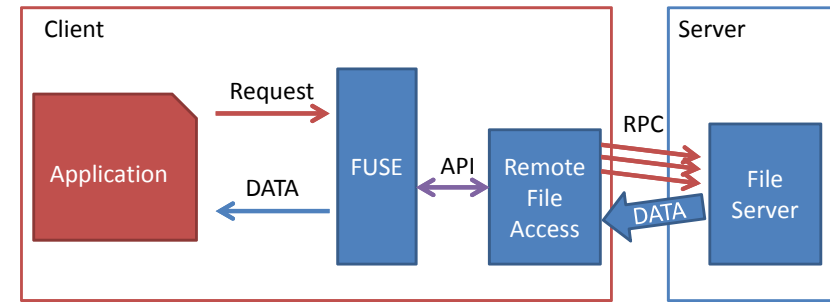 Client
Server
Request
RPC
Application
FUSE
API
Remote
File
Access
File
Server
DATA
DATA